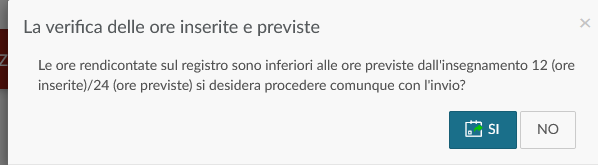 La verifica delle ore inserite e previste
×
Le ore rendicontate sul registro sono inferiori alle ore previste dall'insegnamento 12 (ore
inserite)/24 (ore previste) si desidera procedere comunque con l'invio?
SI NO